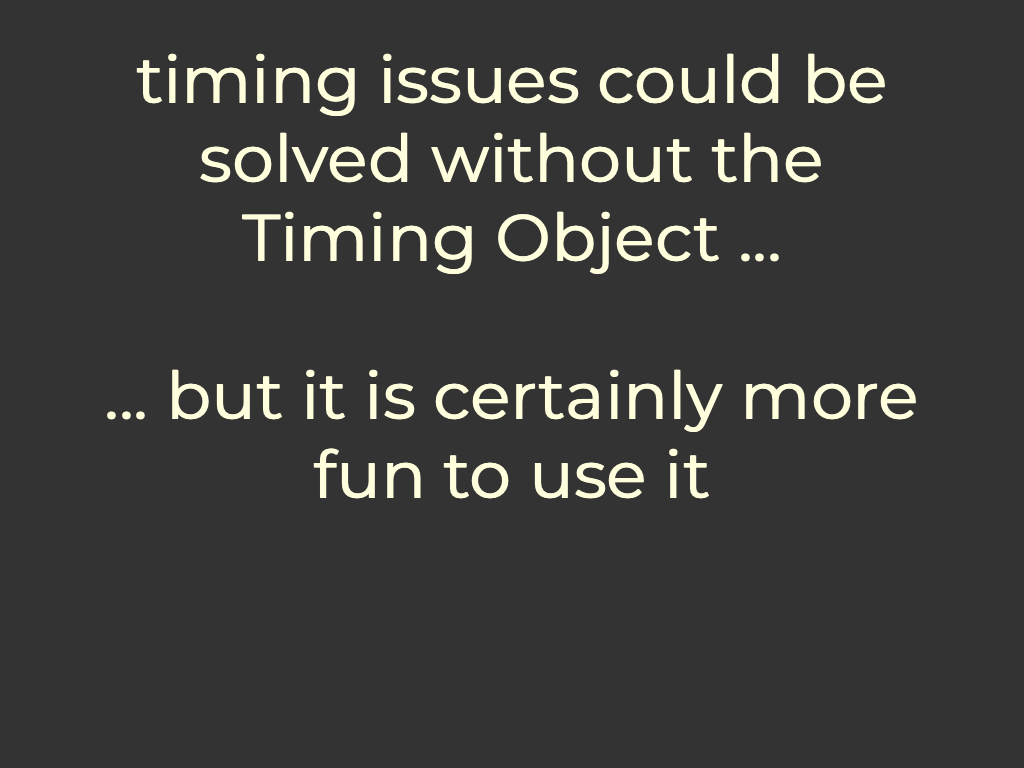 timing issues could be
solved without the
Timing Object ...
... but it is certainly more
fun to use it